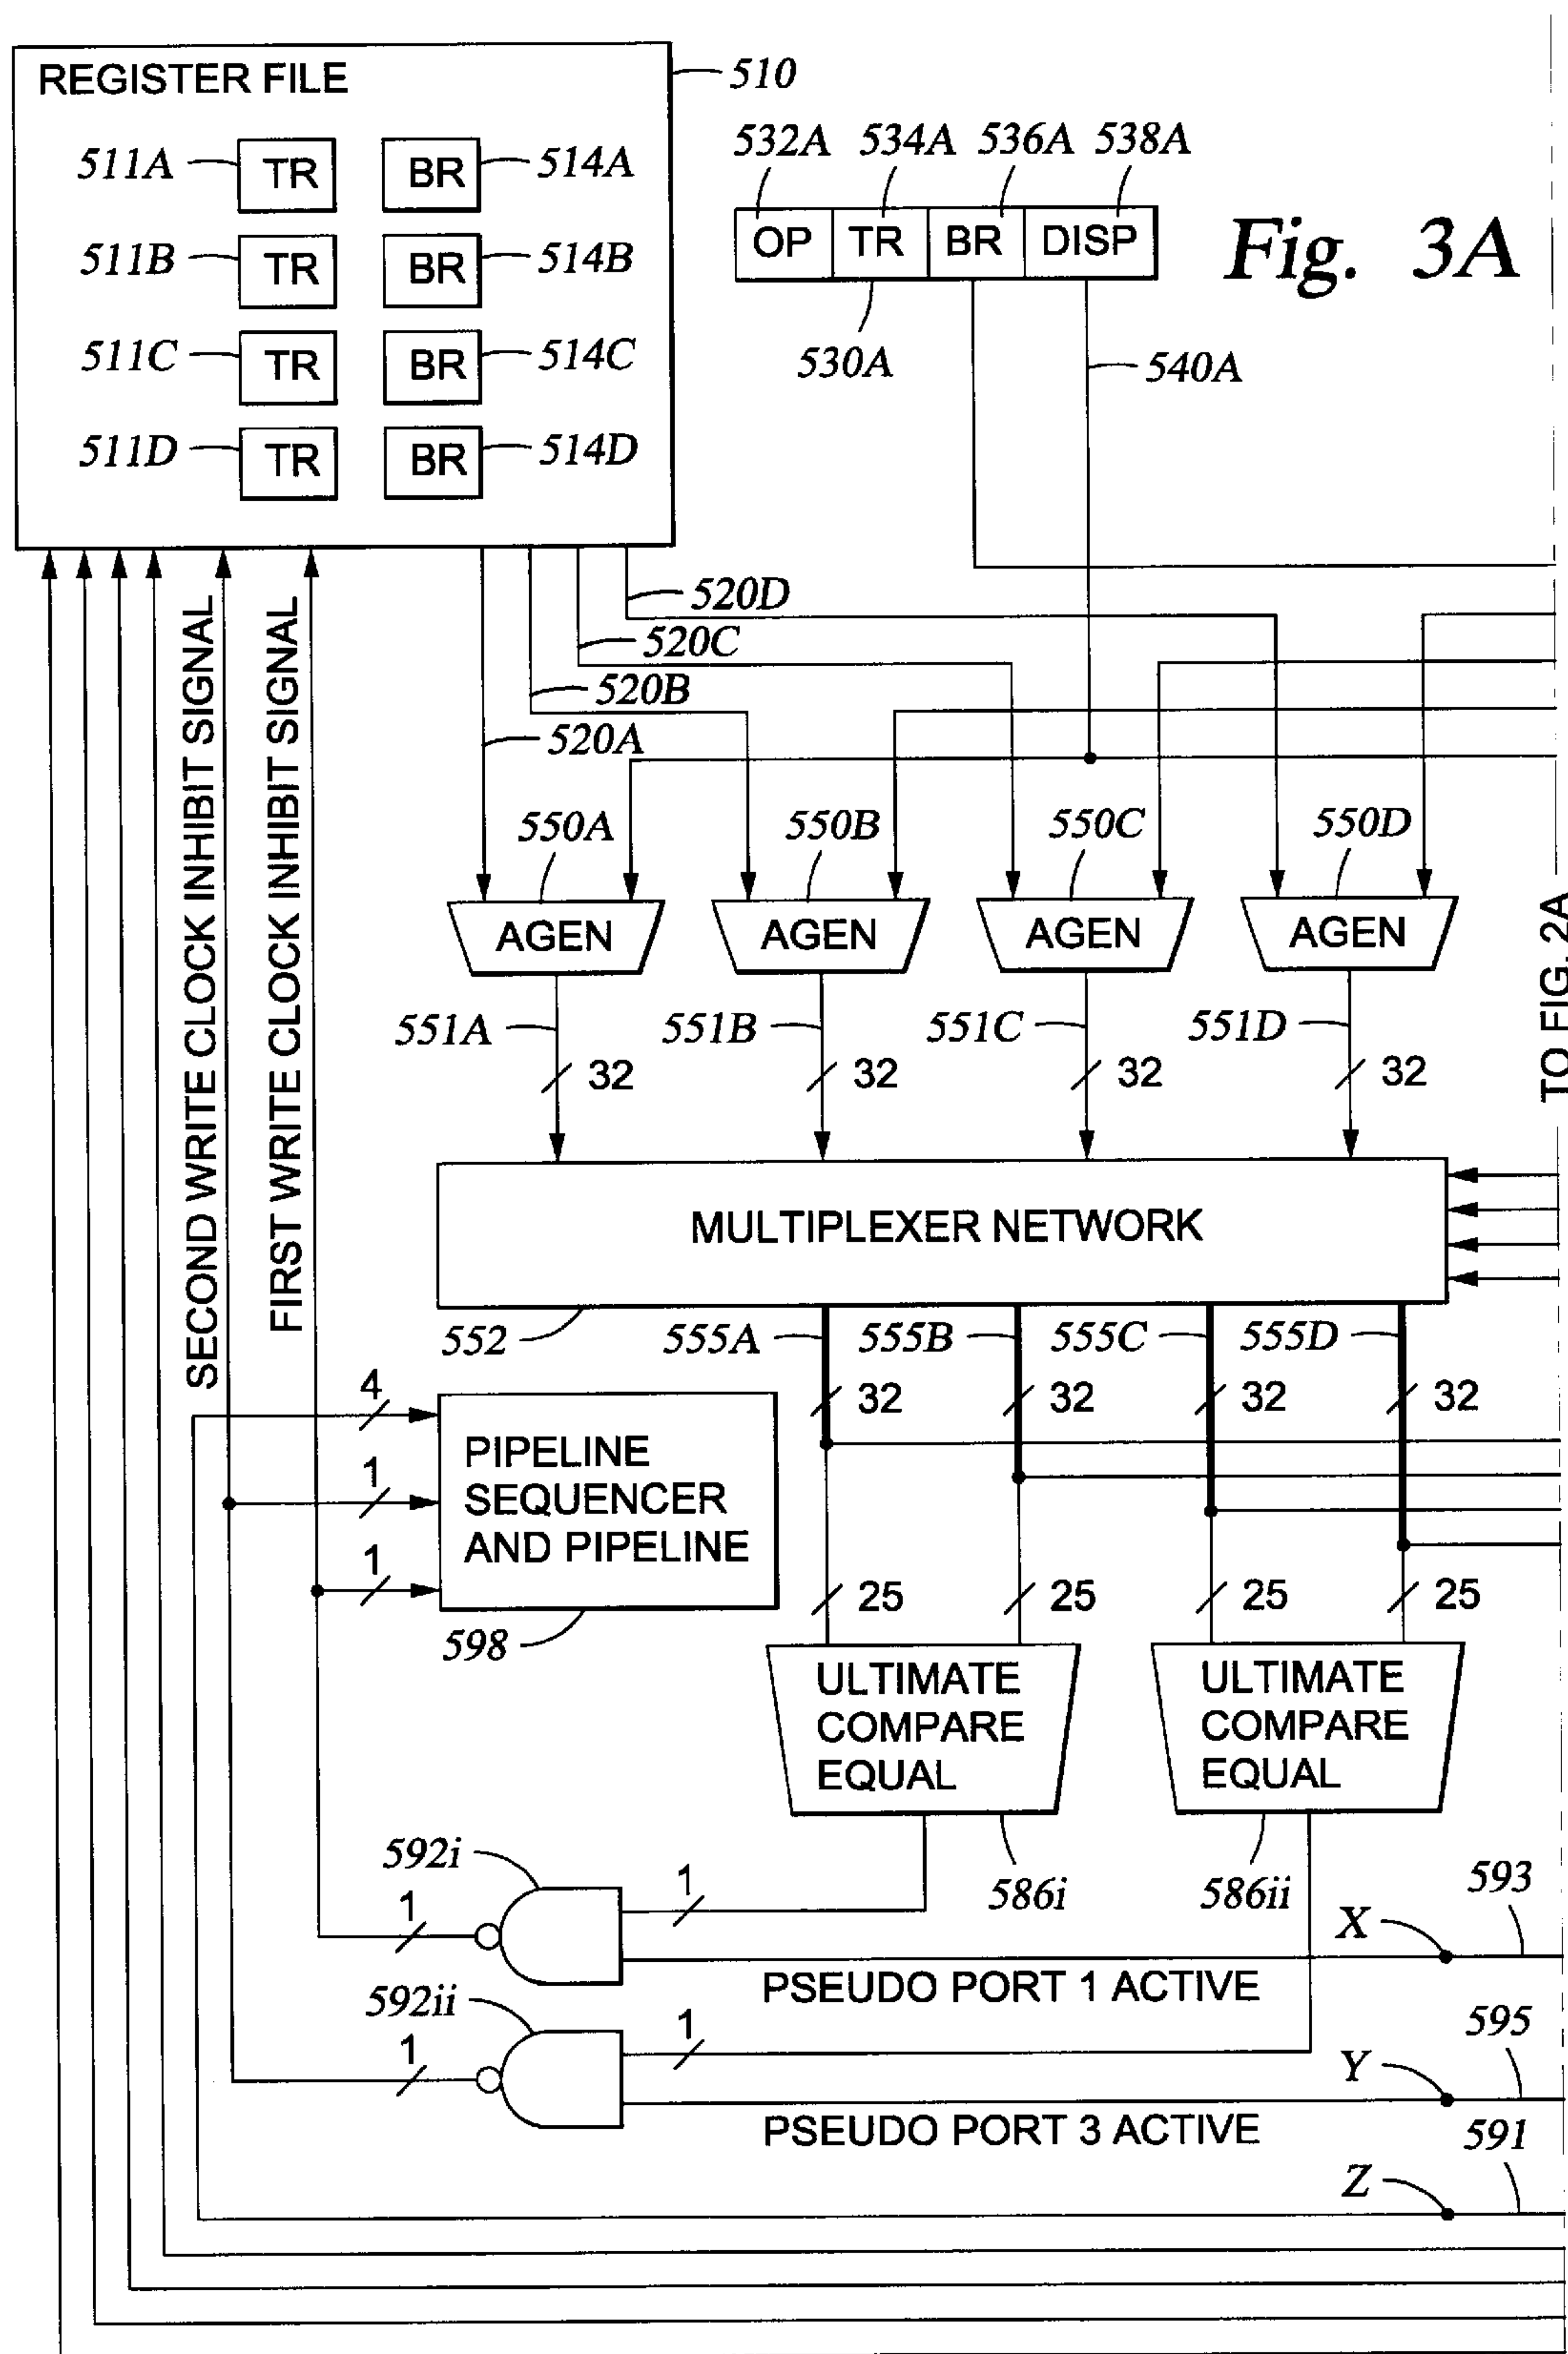 REGISTER FILE
510
511A TR BR 514A
511B TR BR 514B
511C TR BR 514C
511D TR BR 514D
532A 534A 536A 538A
OP TR BR DISP
Fig. 3A
530A
540A
520D
520C
520B
520A
SECOND WRITE CLOCK INHIBIT SIGNAL
FIRST WRITE CLOCK INHIBIT SIGNAL
550A 550B 550C 550D
AGEN AGEN AGEN AGEN
551A 551B 551C 551D
32 32 32 32
TO FIG. 2A
MULTIPLEXER NETWORK
552 555A 555B 555C 555D
32 32 32 32
4
1
1
PIPELINE
SEQUENCER
AND PIPELINE
598
25 25 25 25
ULTIMATE
COMPARE
EQUAL
ULTIMATE
COMPARE
EQUAL
586i
586ii
592i
1
1
X 593
PSEUDO PORT 1 ACTIVE
592ii
1
1
Y 595
PSEUDO PORT 3 ACTIVE
Z 591